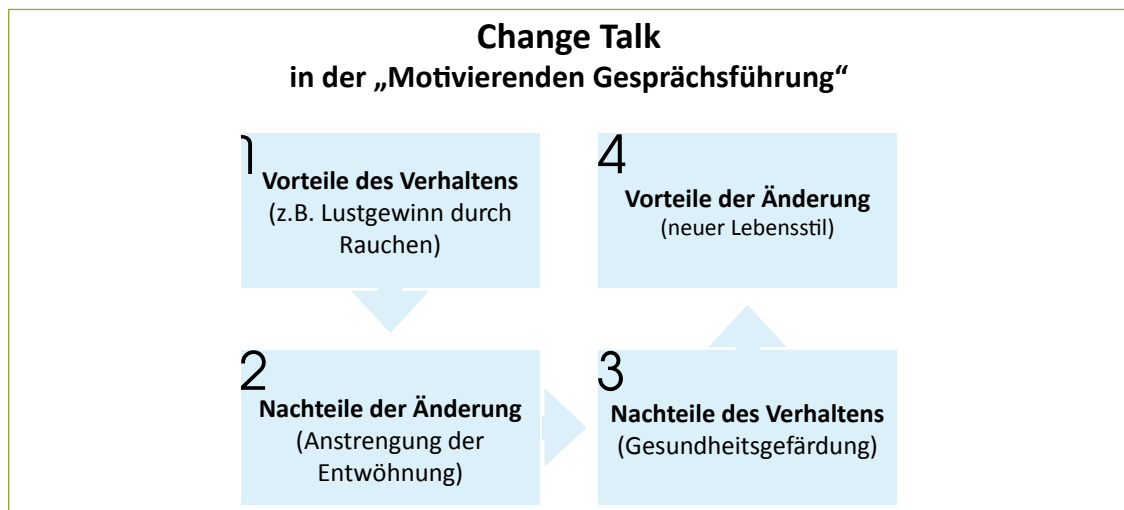 Change Talk
in der „Motivierenden Gesprächsführung“
1
Vorteile des Verhaltens
(z.B. Lustgewinn durch
Rauchen)
2
Nachteile der Änderung
(Anstrengung der
Entwöhnung)
3
Nachteile des Verhaltens
(Gesundheitsgefärdung)
4
Vorteile der Änderung
(neuer Lebensstil)